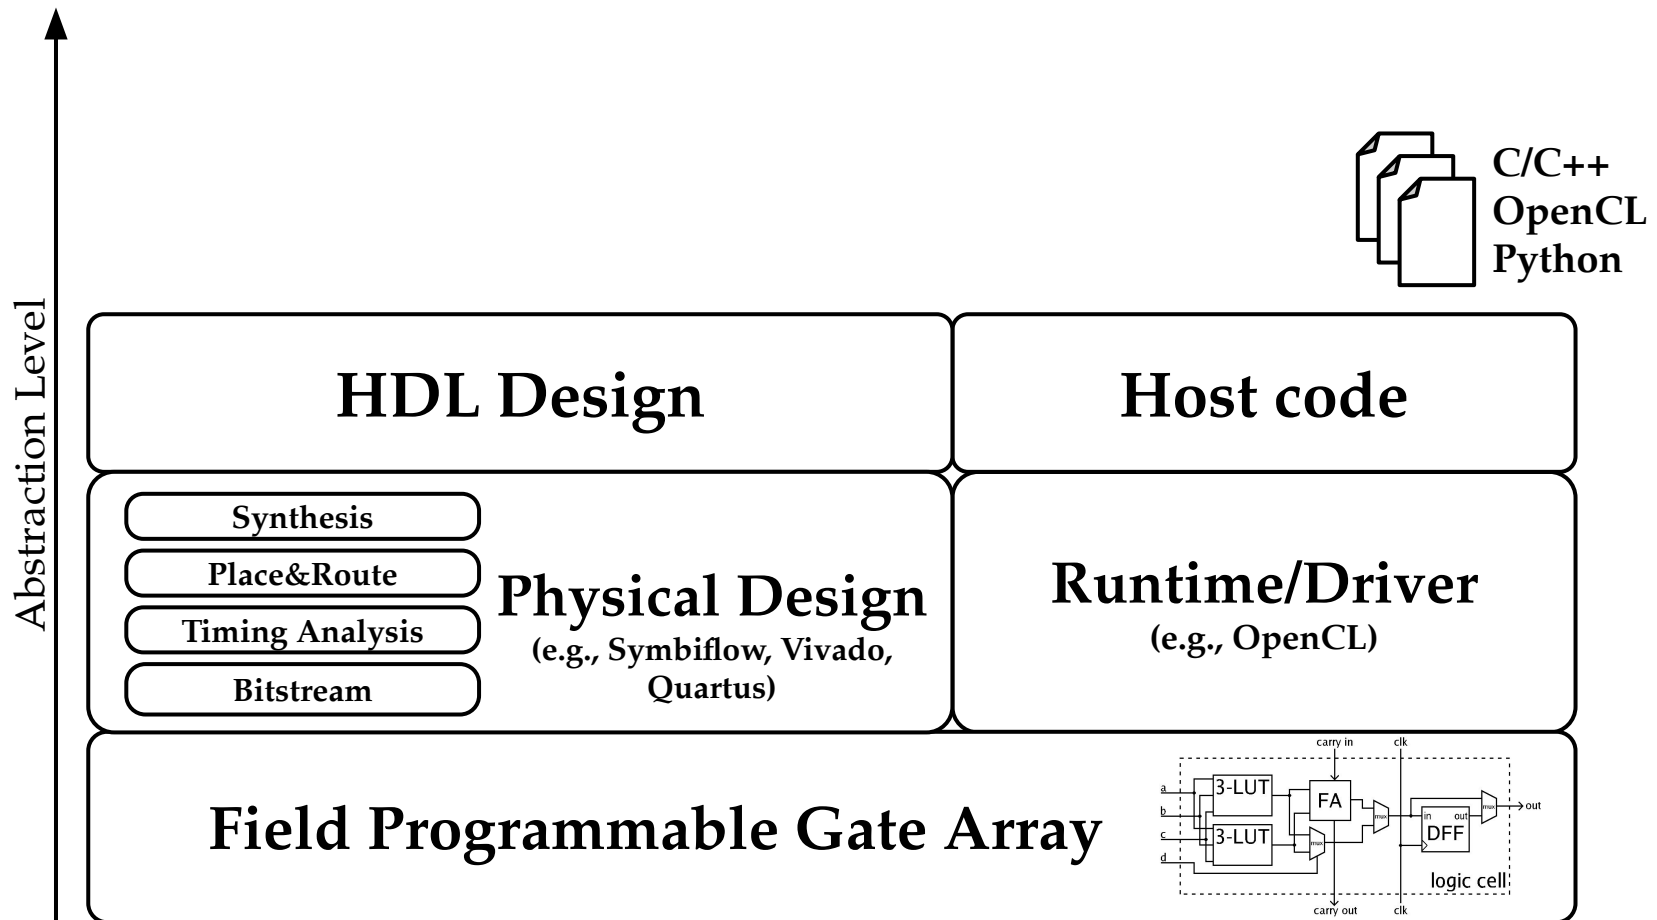 C/C++
OpenCL
Python
Abstraction Level
HDL Design
Host code
Synthesis
Place&Route
Timing Analysis
Bitstream
Physical Design
(e.g., Symbiflow, Vivado,
Quartus)
Runtime/Driver
(e.g., OpenCL)
Field Programmable Gate Array
carry in
clk
a
b
c
d
3-LUT
3-LUT
FA
mux
mux
in
out
DFF
mux
out
logic cell
carry out
clk